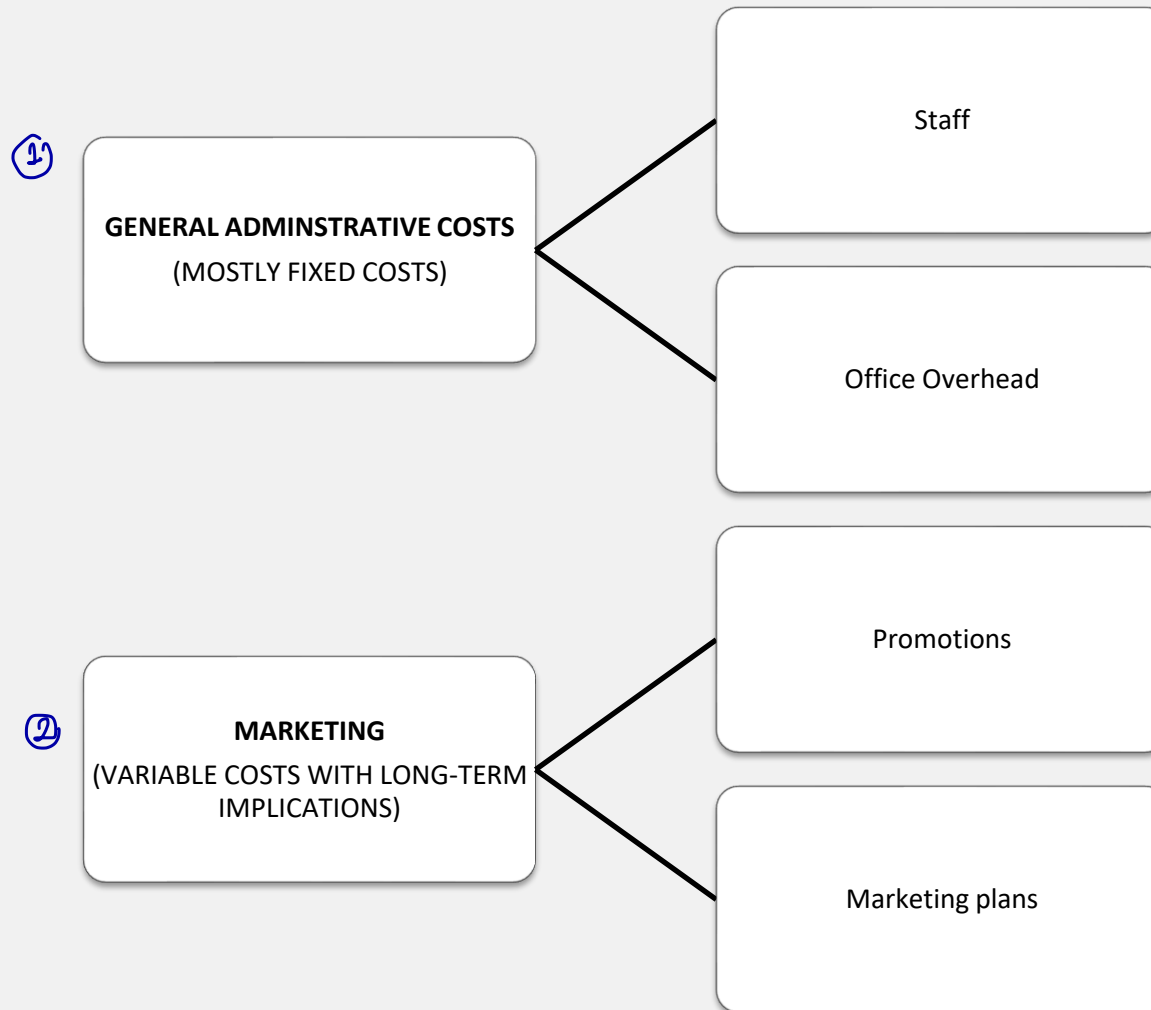 Staff
1
GENERAL ADMINSTRATIVE COSTS
(MOSTLY FIXED COSTS)
Office Overhead
Promotions
2
MARKETING
(VARIABLE COSTS WITH LONG-TERM
IMPLICATIONS)
Marketing plans